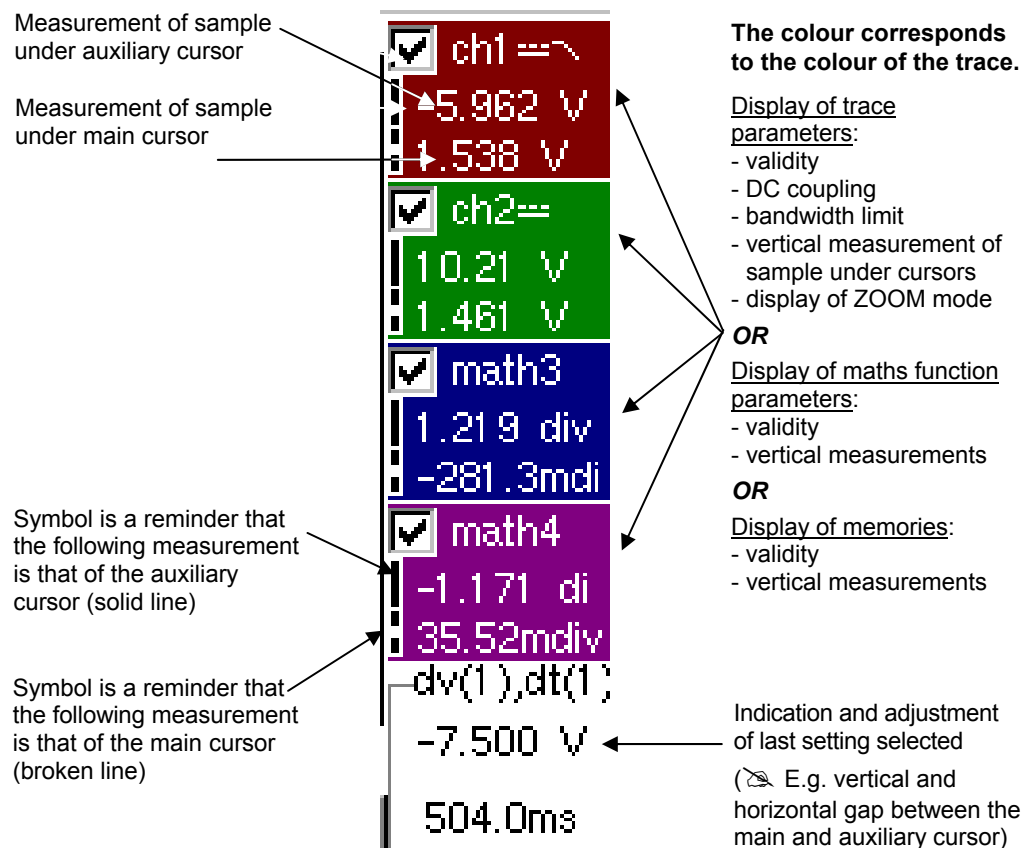 Measurement of sample
under auxiliary cursor
Measurement of sample
under main cursor
Symbol is a reminder that
the following measurement
is that of the auxiliary
cursor (solid line)
Symbol is a reminder that
the following measurement
is that of the main cursor
(broken line)
ch1
-5.962 V
1.538 V
ch2
10.21 V
1.461 V
math3
1.219 div
-281.3mdi
math4
-1.171 di
35.52mdiv
dv(1),dt(1)
-7.500 V
504.0ms
The colour corresponds
to the colour of the trace.
Display of trace
parameters:
- validity
- DC coupling
- bandwidth limit
- vertical measurement of
sample under cursors
- display of ZOOM mode
OR
Display of maths function
parameters:
- validity
- vertical measurements
OR
Display of memories:
- validity
- vertical measurements
Indication and adjustment
of last setting selected
(✎ E.g. vertical and
horizontal gap between the
main and auxiliary cursor)